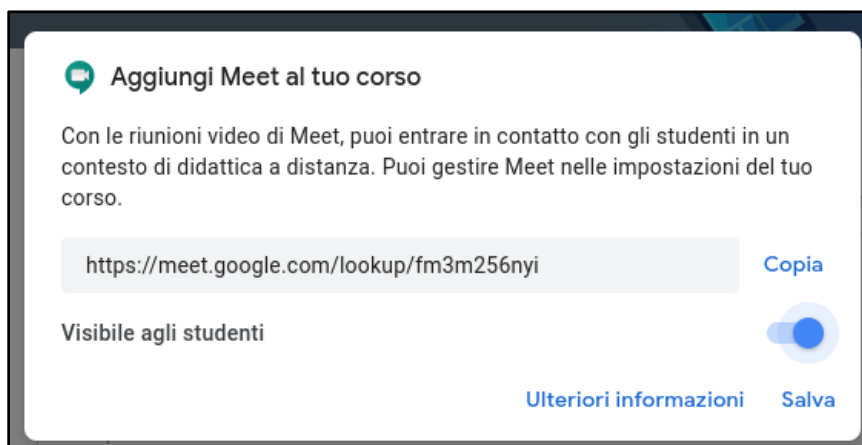 Aggiungi Meet al tuo corso
Con le riunioni video di Meet, puoi entrare in contatto con gli studenti in un
contesto di didattica a distanza. Puoi gestire Meet nelle impostazioni del tuo
corso.
https://meet.google.com/lookup/fm3m256nyi Copia
Visibile agli studenti
Ulteriori informazioni Salva